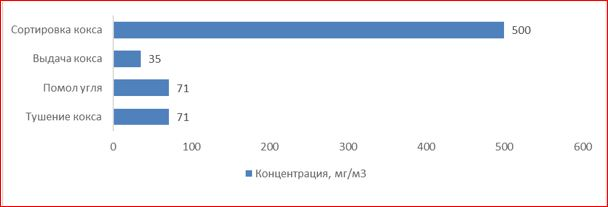 Сортировка кокса 500
Выдача кокса 35
Помол угля 71
Тушение кокса 71
0 100 200 300 400 500 600
Концентрация, мг/м3